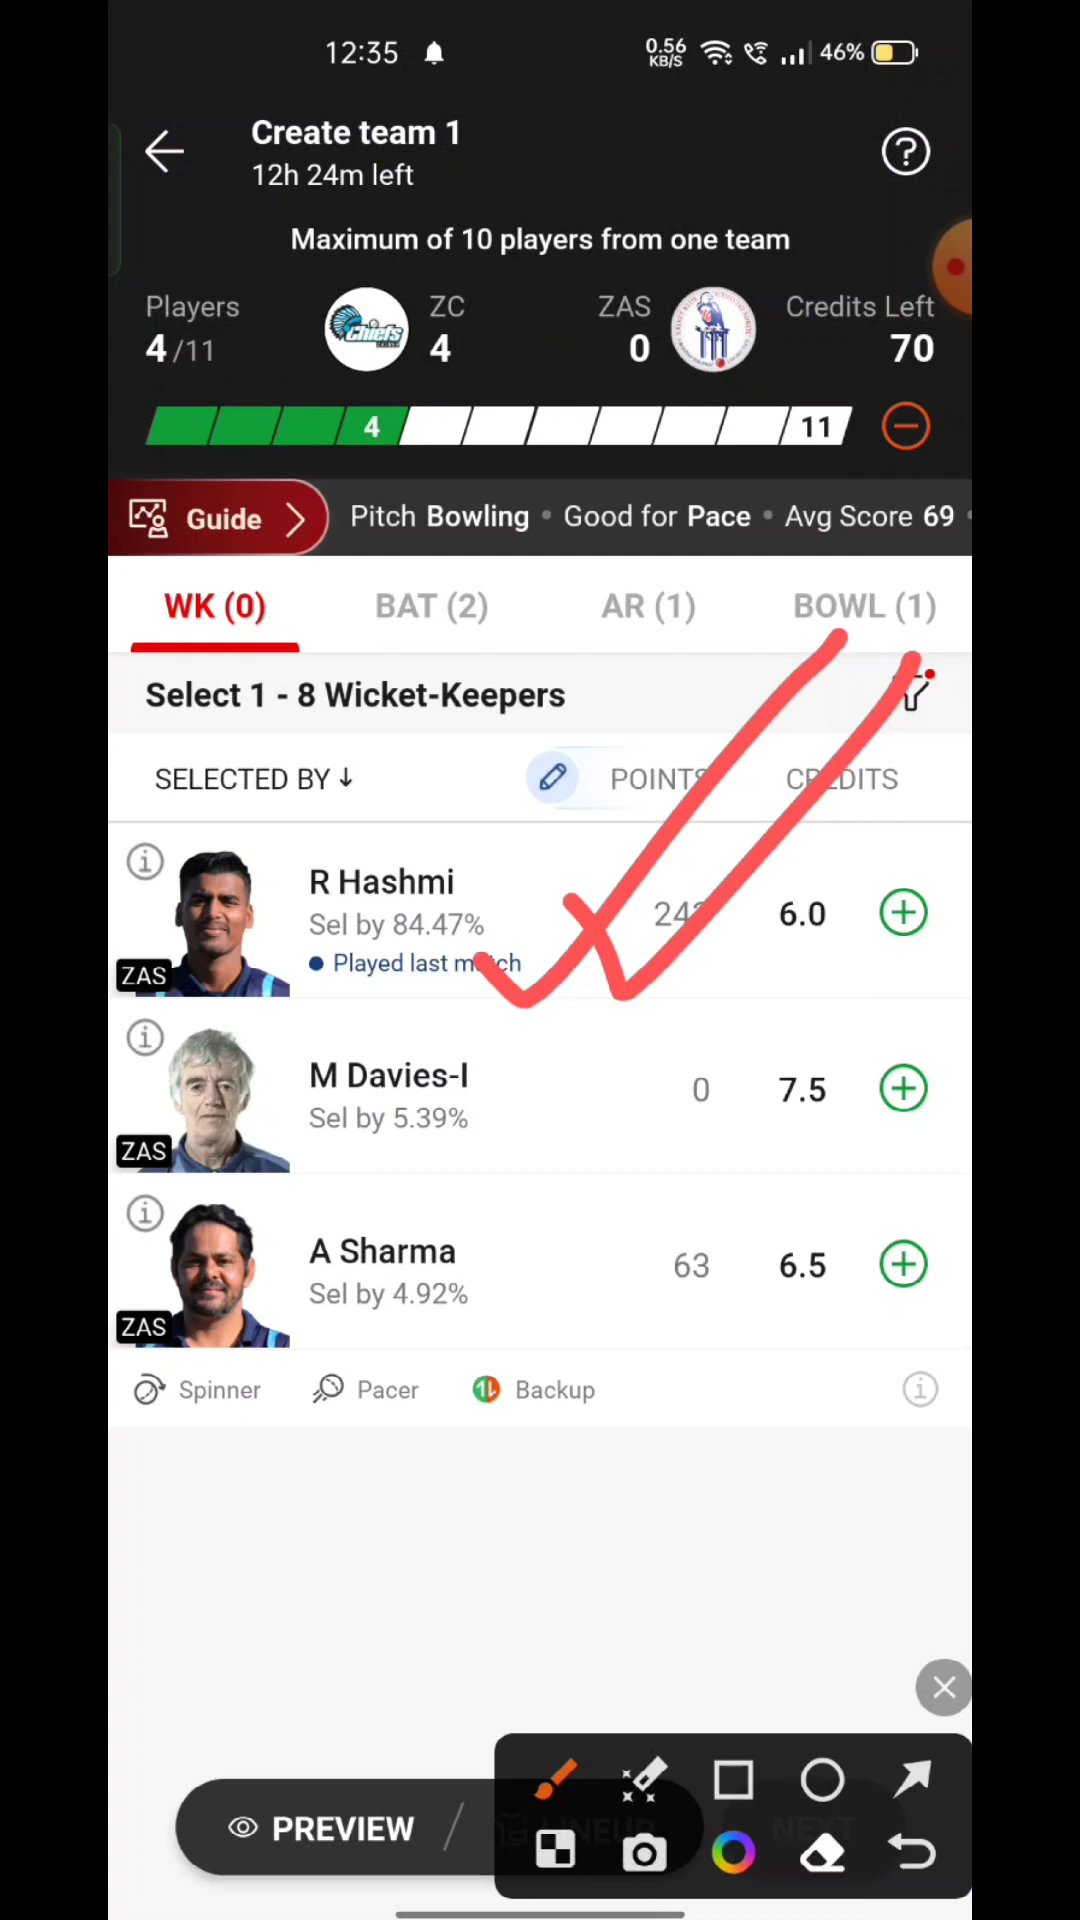 12:35 0.56 KB/S 46%
Create team 1
12h 24m left
Maximum of 10 players from one team
Players ZC ZAS Credits Left
4/11 4 0 70
Chiefs
4 11
Guide Pitch Bowling • Good for Pace • Avg Score 69
WK (0) BAT (2) AR (1) BOWL (1)
Select 1 - 8 Wicket-Keepers
SELECTED BY ↓ POINTS CREDITS
R Hashmi
Sel by 84.47% 6.0
Played last match
ZAS
M Davies-I
Sel by 5.39% 0 7.5
ZAS
A Sharma
Sel by 4.92% 63 6.5
ZAS
Spinner Pacer Backup
PREVIEW LINEUP NEXT